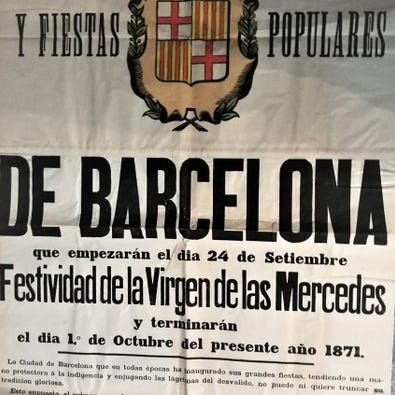 Y FIESTAS POPULARES
DE BARCELONA
que empezarán el dia 24 de Setiembre
Festividad de la Virgen de las Mercedes
y terminarán
el dia 1.º de Octubre del presente año 1871.
La Ciudad de Barcelona que en todas épocas ha inaugurado sus grandes fiestas, tendiendo una ma-
no protectora á la indigencia y enjugando las lágrimas del desvalido, no puede ni quiere truncar su
tradicion gloriosa.